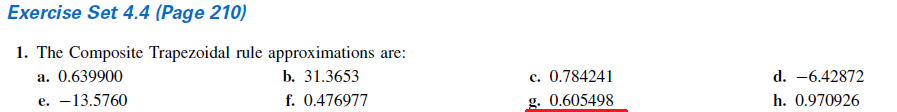 Exercise Set 4.4 (Page 210)
1. The Composite Trapezoidal rule approximations are:
a. 0.639900 b. 31.3653 c. 0.784241 d. −6.42872
e. −13.5760 f. 0.476977 g. 0.605498 h. 0.970926